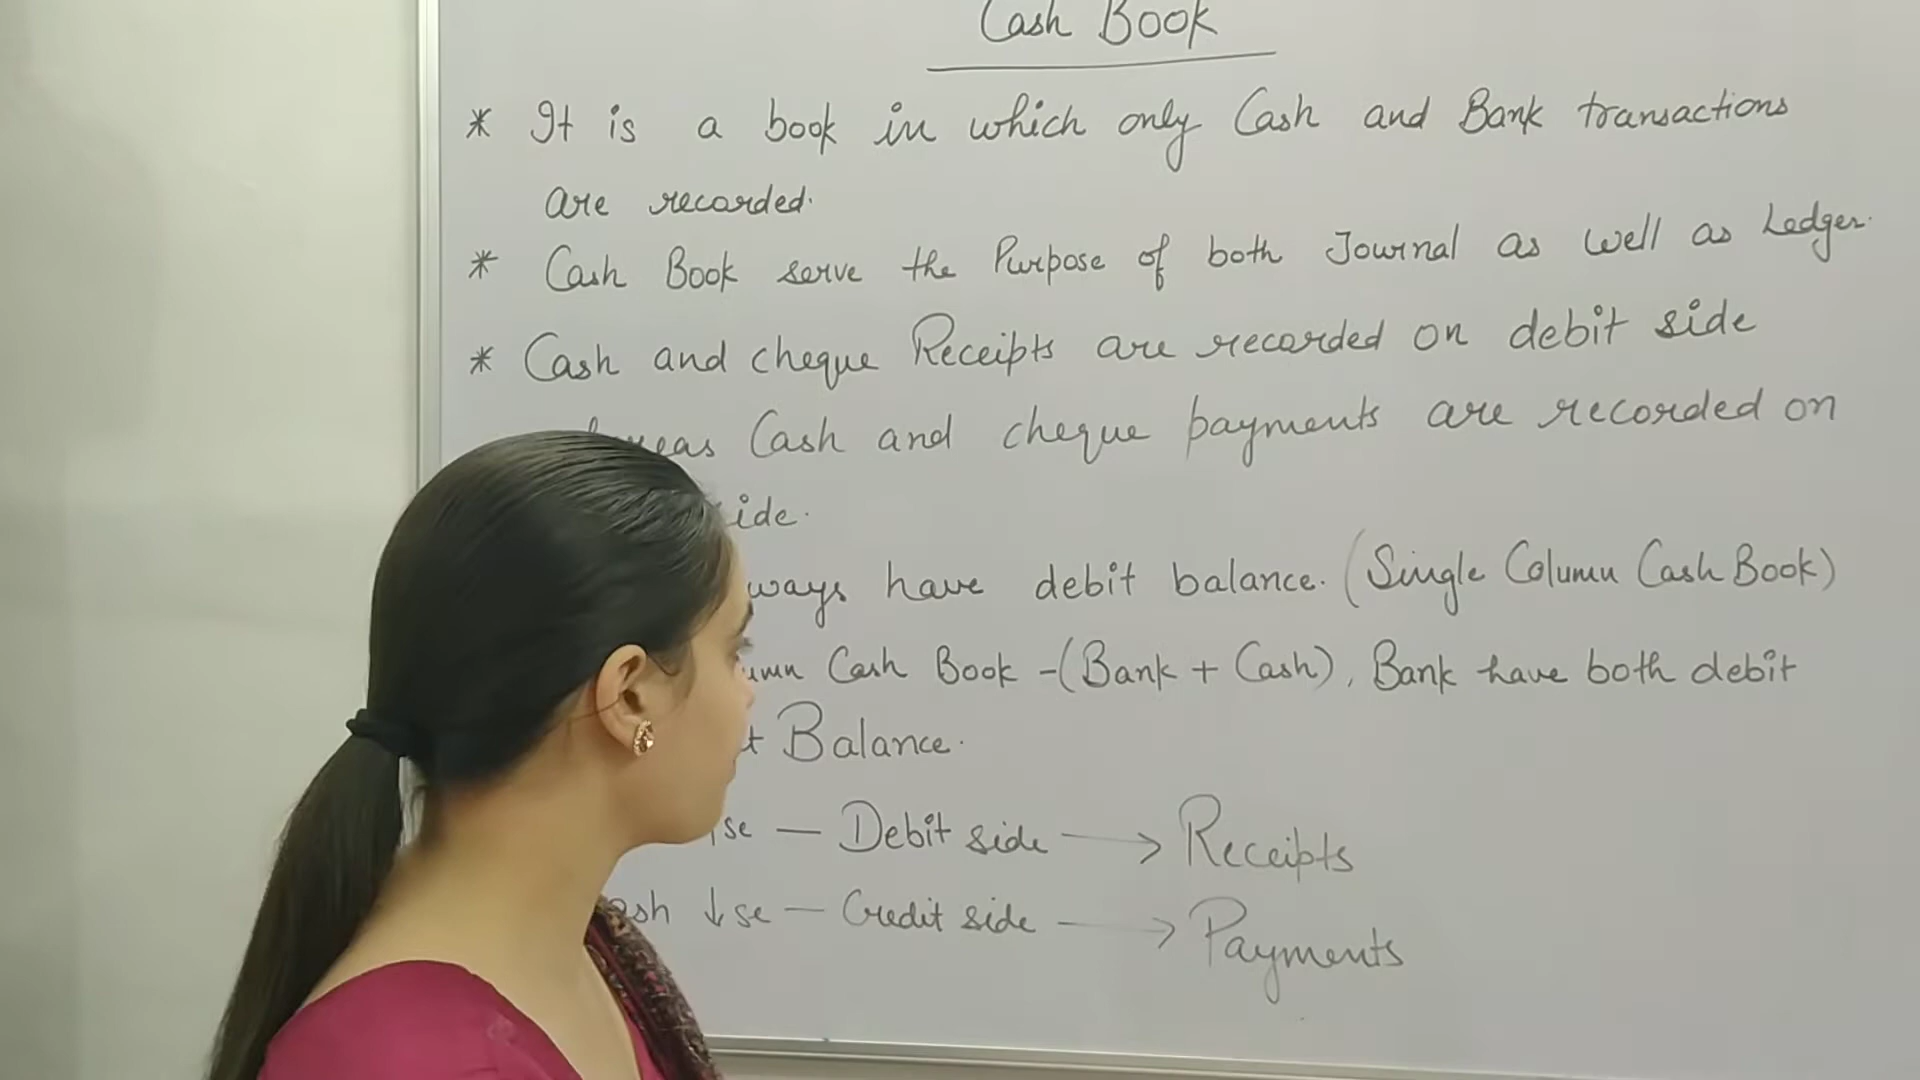 Cash Book
* It is a book in which only Cash and Bank transactions
are recorded.
* Cash Book serve the Purpose of both Journal as well as Ledger.
* Cash and cheque Receipts are recorded on debit side
Cash and cheque payments are recorded on
have debit balance. (Single Column Cash Book)
Cash Book - (Bank + Cash), Bank have both debit
Balance.
se — Debit side → Receipts
↓se — Credit side → Payments